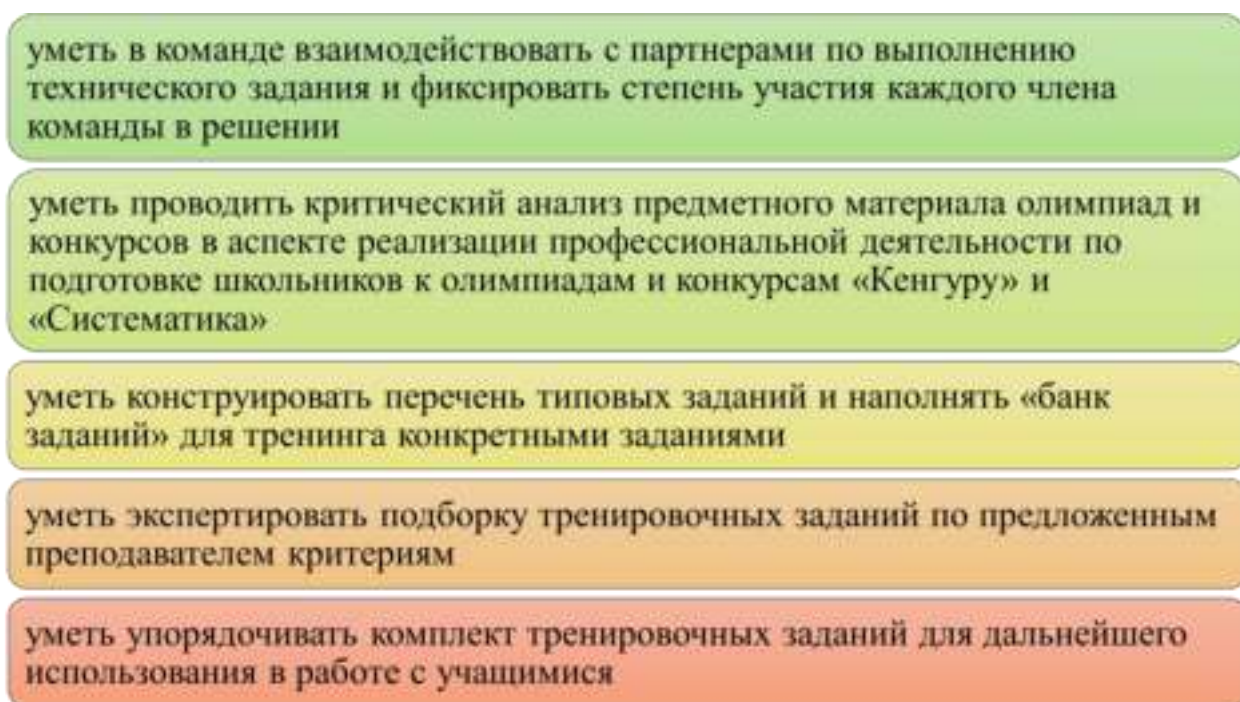 уметь в команде взаимодействовать с партнерами по выполнению
технического задания и фиксировать степень участия каждого члена
команды в решении
уметь проводить критический анализ предметного материала олимпиад и
конкурсов в аспекте реализации профессиональной деятельности по
подготовке школьников к олимпиадам и конкурсам «Кенгуру» и
«Систематика»
уметь конструировать перечень типовых заданий и наполнять «банк
заданий» для тренинга конкретными заданиями
уметь экспертировать подборку тренировочных заданий по предложенным
преподавателем критериям
уметь упорядочивать комплект тренировочных заданий для дальнейшего
использования в работе с учащимися